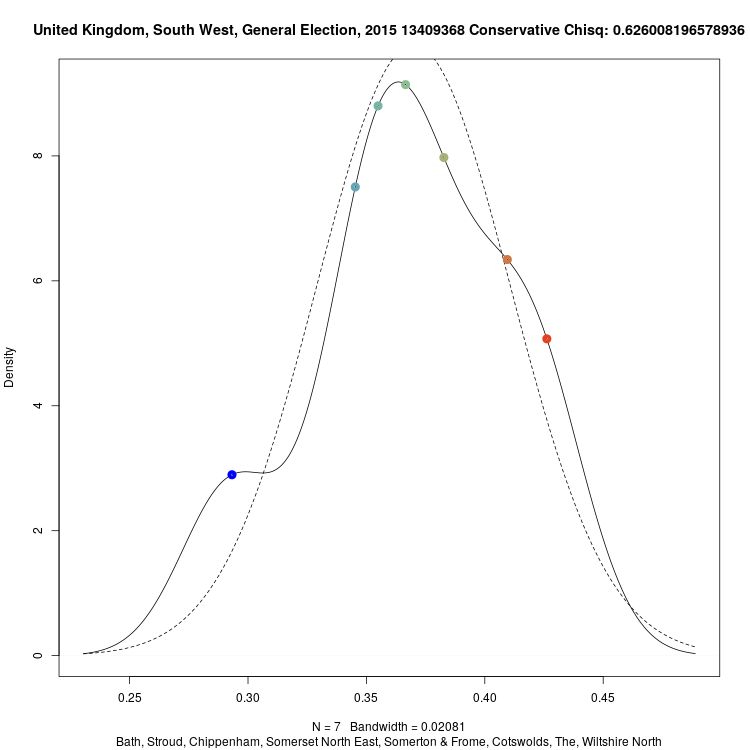 United Kingdom, South West, General Election, 2015 13409368 Conservative Chisq: 0.626008196578936
Density
8
6
4
2
0
0.25 0.30 0.35 0.40 0.45
N = 7 Bandwidth = 0.02081
Bath, Stroud, Chippenham, Somerset North East, Somerton & Frome, Cotswolds, The, Wiltshire North